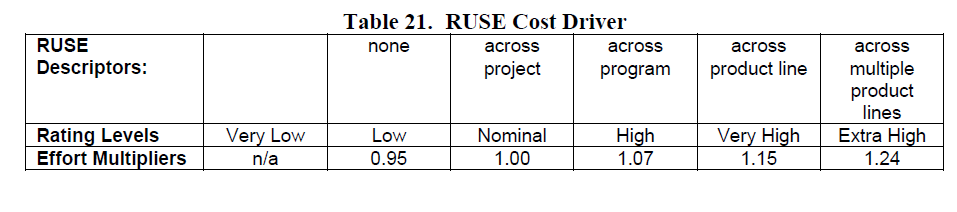 Table 21. RUSE Cost Driver
RUSE Descriptors: none across project across program across product line across multiple product lines
Rating Levels Very Low Low Nominal High Very High Extra High
Effort Multipliers n/a 0.95 1.00 1.07 1.15 1.24